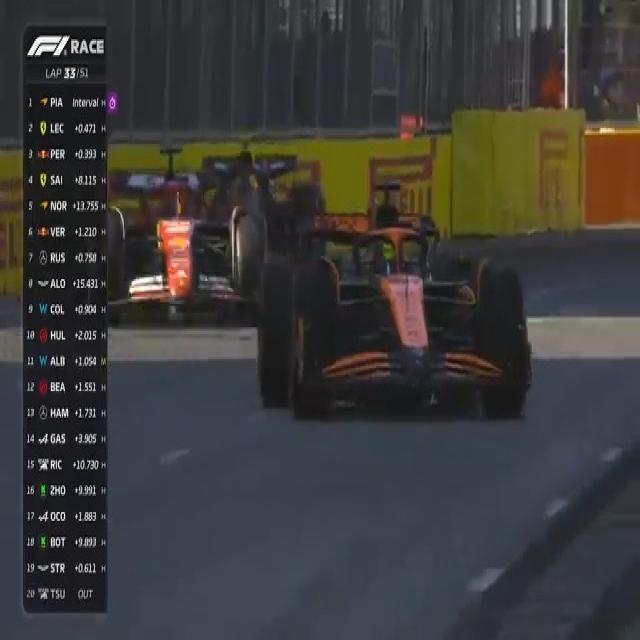 F1 RACE
LAP 33/51
1 PIA Interval H
2 LEC +0.471 H
3 PER +0.393 H
4 SAI +8.115 H
5 NOR +13.755 H
6 VER +1.210 H
7 RUS +0.758 H
8 ALO +15.431 H
9 COL +0.904 H
10 HUL +2.015 H
11 ALB +1.054 M
12 BEA +1.551 H
13 HAM +1.731 H
14 GAS +3.905 H
15 RIC +10.730 H
16 ZHO +9.991 H
17 OCO +1.883 H
18 BOT +9.893 H
19 STR +0.611 H
20 TSU OUT